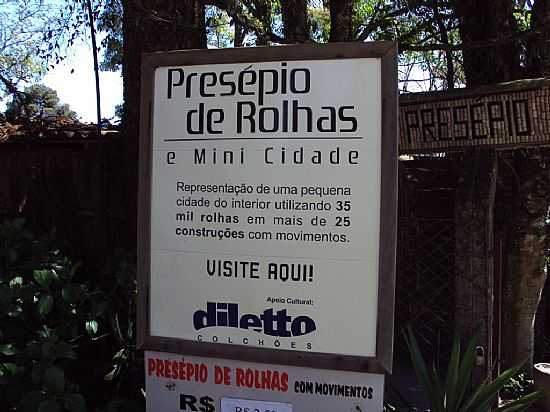 Presépio
de Rolhas
e Mini Cidade
Representação de uma pequena
cidade do interior utilizando 35
mil rolhas em mais de 25
construções com movimentos.
VISITE AQUI!
Apoio Cultural:
diletto
COLCHÕES
PRESÉPIO
PRESÉPIO DE ROLHAS COM MOVIMENTOS
R$